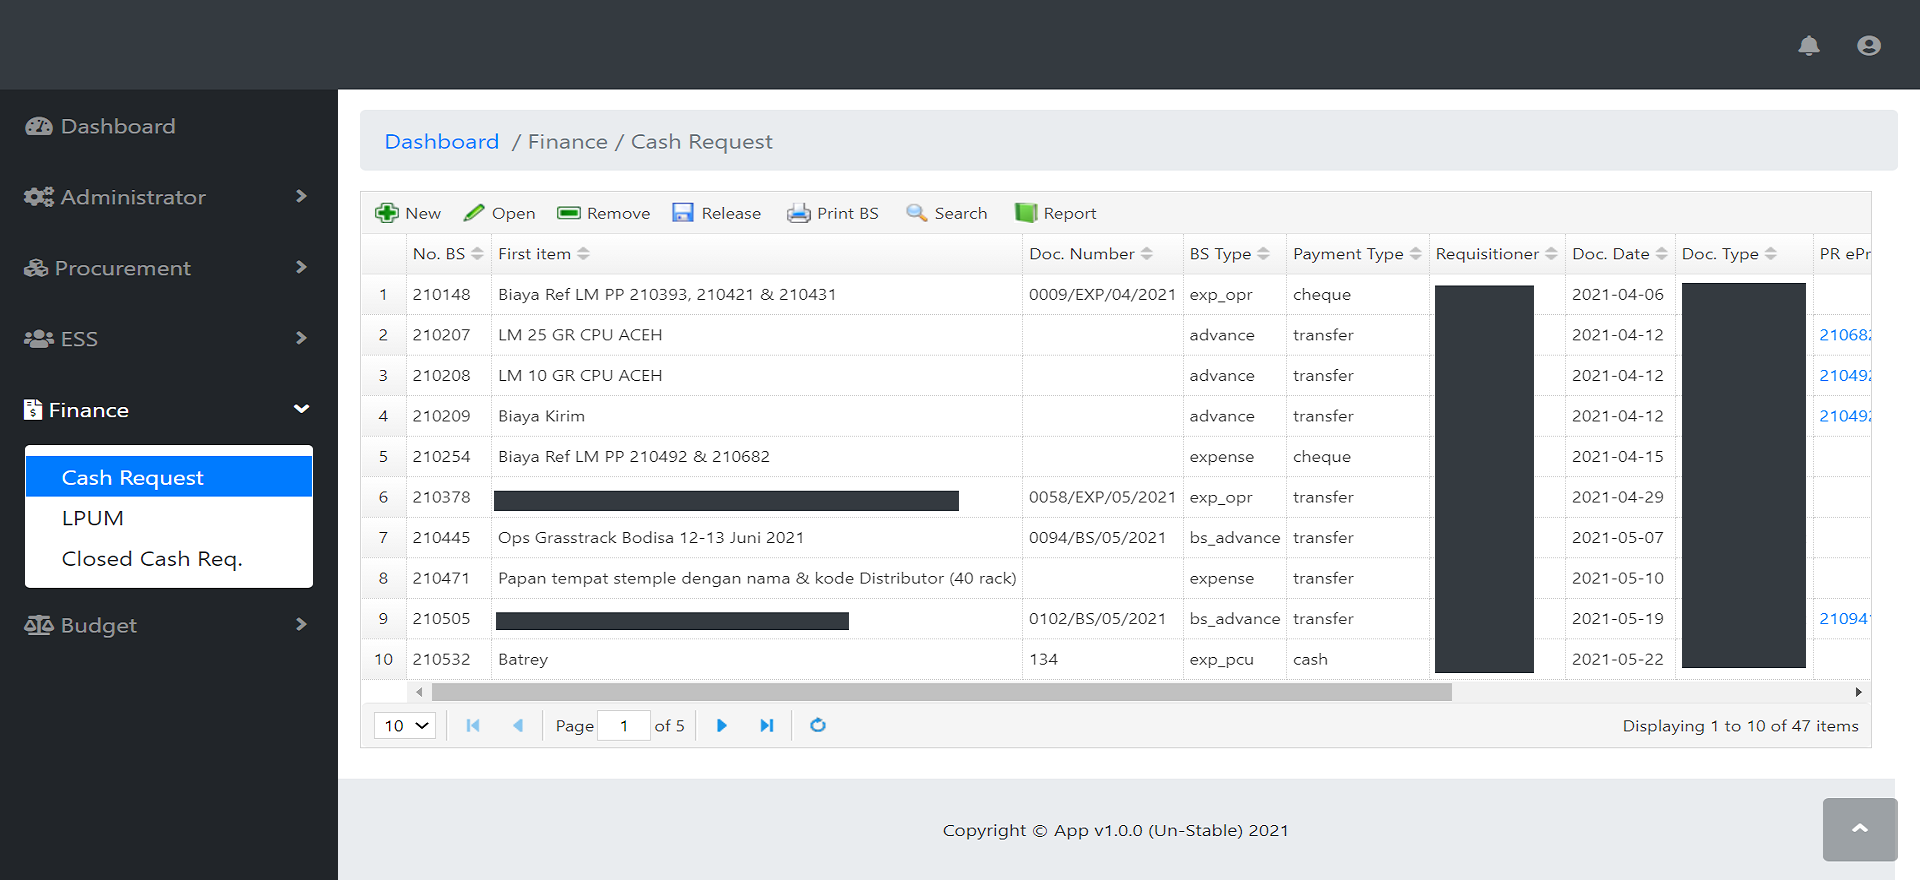 Dashboard
Administrator
Procurement
ESS
Finance
Cash Request
LPUM
Closed Cash Req.
Budget
Dashboard / Finance / Cash Request
New Open Remove Release Print BS Search Report
No. BS First item Doc. Number BS Type Payment Type Requisitioner Doc. Date Doc. Type PR ePr
1 210148 Biaya Ref LM PP 210393, 210421 & 210431 0009/EXP/04/2021 exp_opr cheque 2021-04-06
2 210207 LM 25 GR CPU ACEH advance transfer 2021-04-12 210682
3 210208 LM 10 GR CPU ACEH advance transfer 2021-04-12 210492
4 210209 Biaya Kirim advance transfer 2021-04-12 210492
5 210254 Biaya Ref LM PP 210492 & 210682 expense cheque 2021-04-15
6 210378 0058/EXP/05/2021 exp_opr transfer 2021-04-29
7 210445 Ops Grasstrack Bodisa 12-13 Juni 2021 0094/BS/05/2021 bs_advance transfer 2021-05-07
8 210471 Papan tempat stemple dengan nama & kode Distributor (40 rack) expense transfer 2021-05-10
9 210505 0102/BS/05/2021 bs_advance transfer 2021-05-19 21094
10 210532 Batrey 134 exp_pcu cash 2021-05-22
10 Page 1 of 5 Displaying 1 to 10 of 47 items
Copyright © App v1.0.0 (Un-Stable) 2021